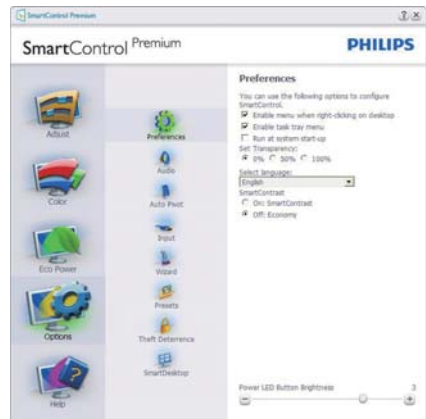 SmartControl Premium
SmartControl Premium
PHILIPS
Adjust
Color
Eco Power
Options
Help
Preferences
Audio
Auto Pivot
Input
Wizard
Presets
Theft Deterrence
SmartDesktop
Preferences
You can use the following options to configure
SmartControl.
Enable menu when right-clicking on desktop
Enable task tray menu
Run at system start-up
Set Transparency:
0% 50% 100%
Select language:
English
SmartContrast
On: SmartContrast
Off: Economy
Power LED Button Brightness 3